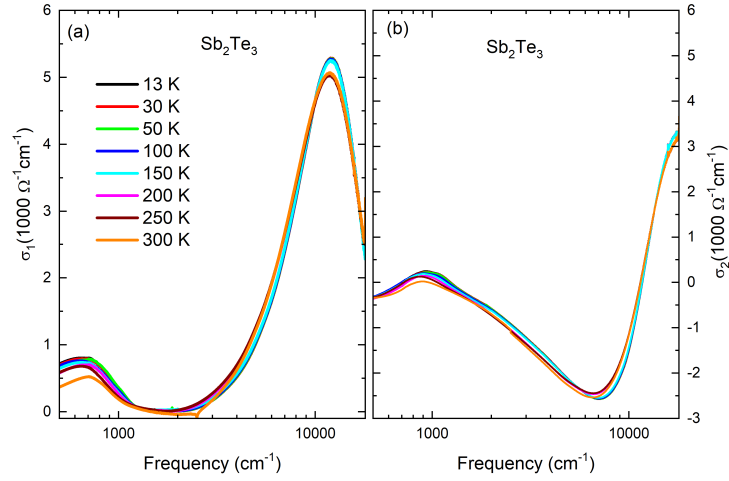 (a)
Sb₂Te₃
13 K
30 K
50 K
100 K
150 K
200 K
250 K
300 K
6
5
4
3
2
1
0
σ₁(1000 Ω⁻¹cm⁻¹)
1000
10000
Frequency (cm⁻¹)
(b)
Sb₂Te₃
6
5
4
3
2
1
0
-1
-2
-3
σ₂(1000 Ω⁻¹cm⁻¹)
1000
10000
Frequency (cm⁻¹)